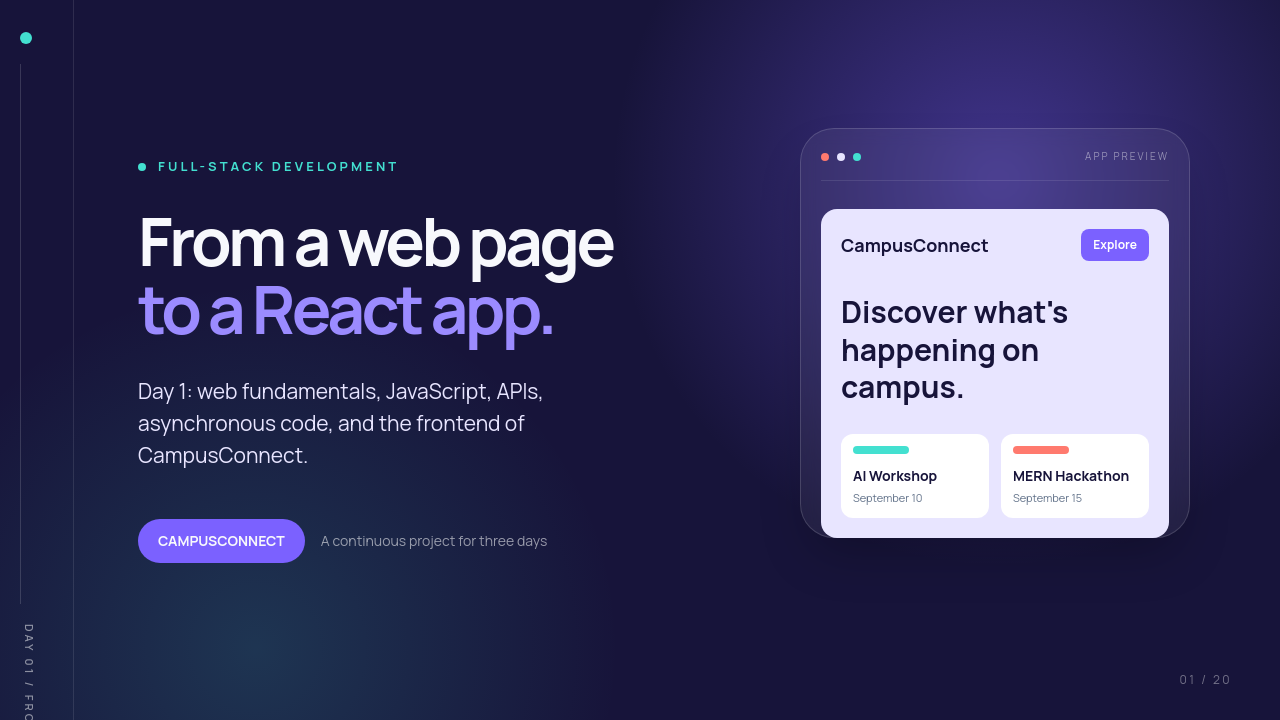 FULL-STACK DEVELOPMENT
From a web page
to a React app.
Day 1: web fundamentals, JavaScript, APIs,
asynchronous code, and the frontend of
CampusConnect.
CAMPUSCONNECT
A continuous project for three days
DAY 01 / FRO
APP PREVIEW
CampusConnect
Explore
Discover what's
happening on
campus.
AI Workshop
September 10
MERN Hackathon
September 15
01 / 20